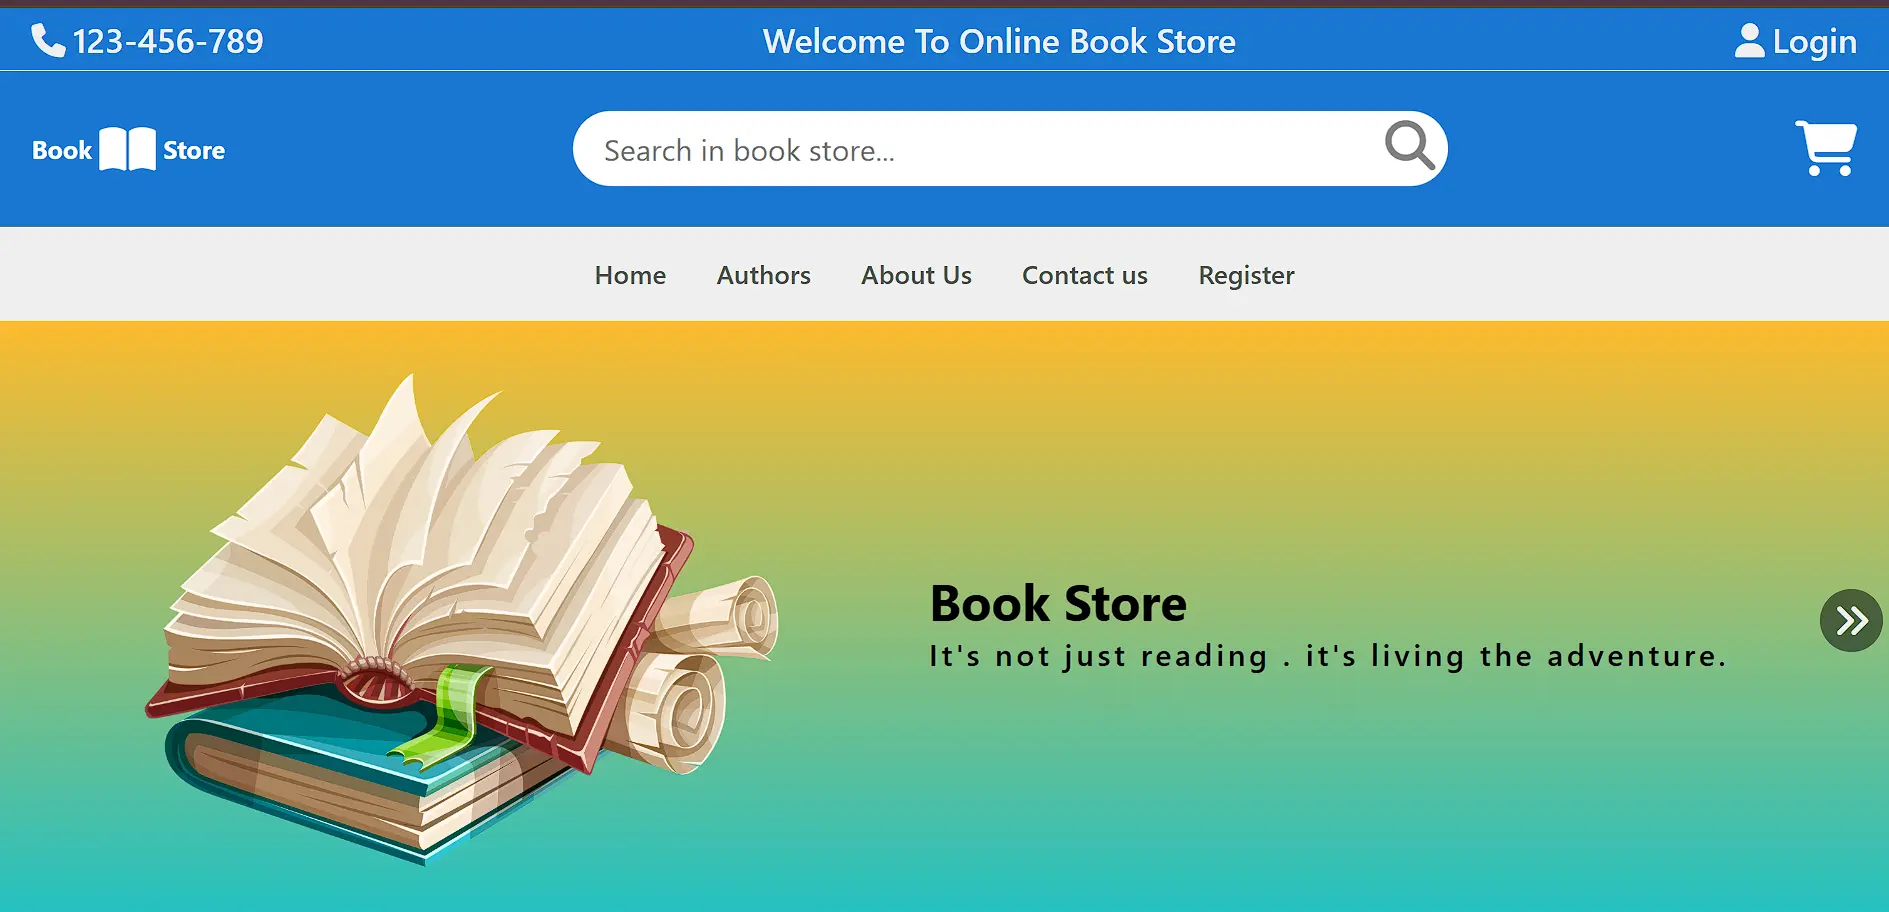 123-456-789
Welcome To Online Book Store
Login
Book Store
Search in book store...
Home Authors About Us Contact us Register
Book Store
It's not just reading . it's living the adventure.